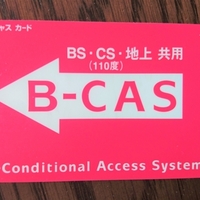 ャス カード
BS・CS・地上 共用
(110度)
B-CAS
-Conditional Access System